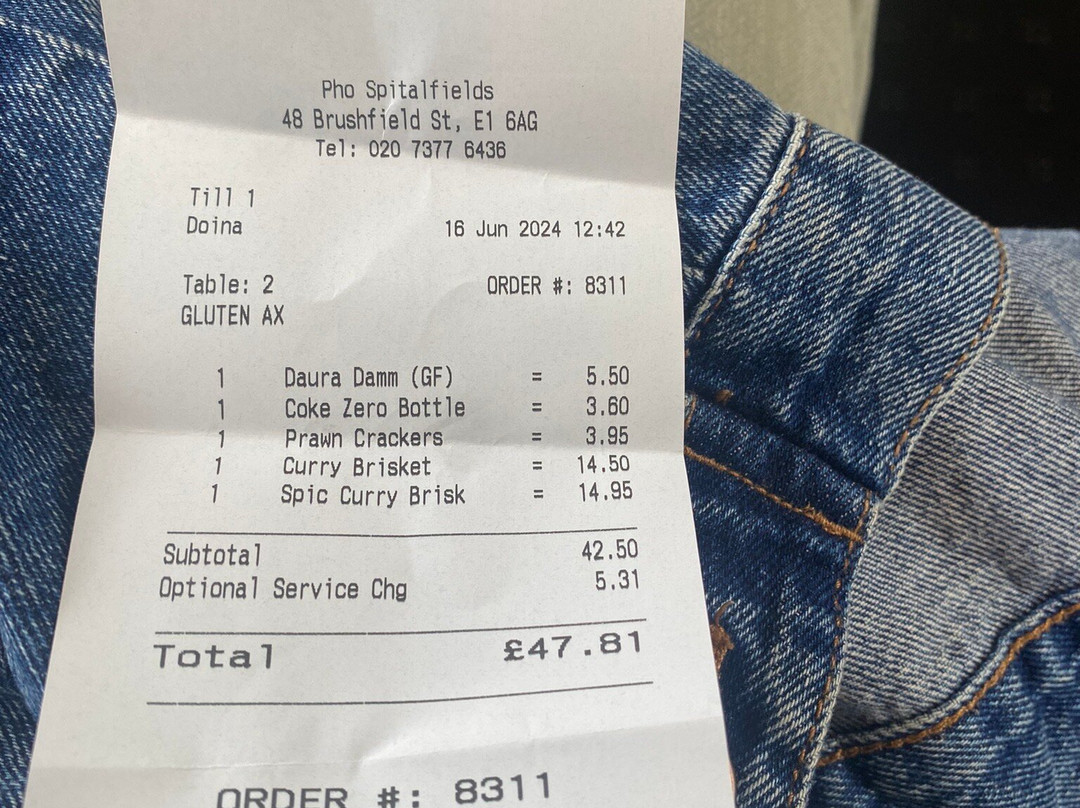 Pho Spitalfields
48 Brushfield St, E1 6AG
Tel: 020 7377 6436
Till 1
Doina 16 Jun 2024 12:42
Table: 2 ORDER #: 8311
GLUTEN AX
1 Daura Damm (GF) = 5.50
1 Coke Zero Bottle = 3.60
1 Prawn Crackers = 3.95
1 Curry Brisket = 14.50
1 Spic Curry Brisk = 14.95
Subtotal 42.50
Optional Service Chg 5.31
Total £47.81
ORDER #: 8311